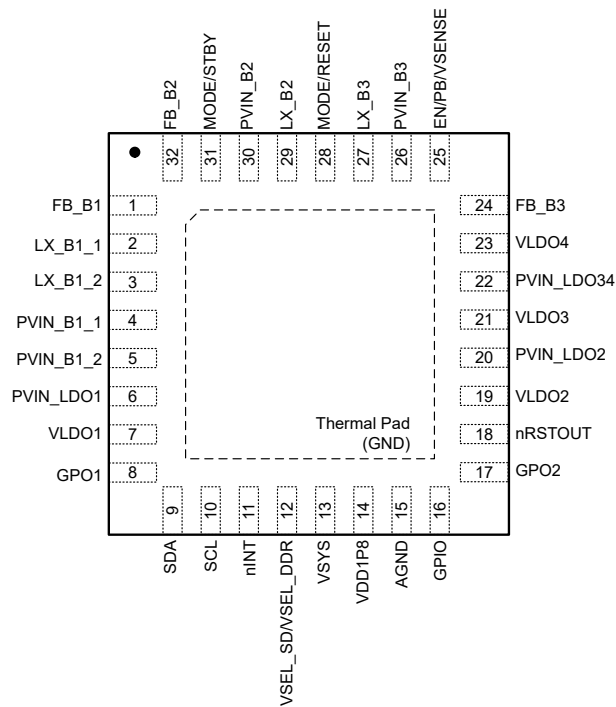 FB_B2
MODE/STBY
PVIN_B2
LX_B2
MODE/RESET
LX_B3
PVIN_B3
EN/PB/VSENSE
32
31
30
29
28
27
26
25
FB_B1 1
LX_B1_1 2
LX_B1_2 3
PVIN_B1_1 4
PVIN_B1_2 5
PVIN_LDO1 6
VLDO1 7
GPO1 8
24 FB_B3
23 VLDO4
22 PVIN_LDO34
21 VLDO3
20 PVIN_LDO2
19 VLDO2
18 nRSTOUT
17 GPO2
Thermal Pad
(GND)
9
10
11
12
13
14
15
16
SDA
SCL
nINT
VSEL_SD/VSEL_DDR
VSYS
VDD1P8
AGND
GPIO